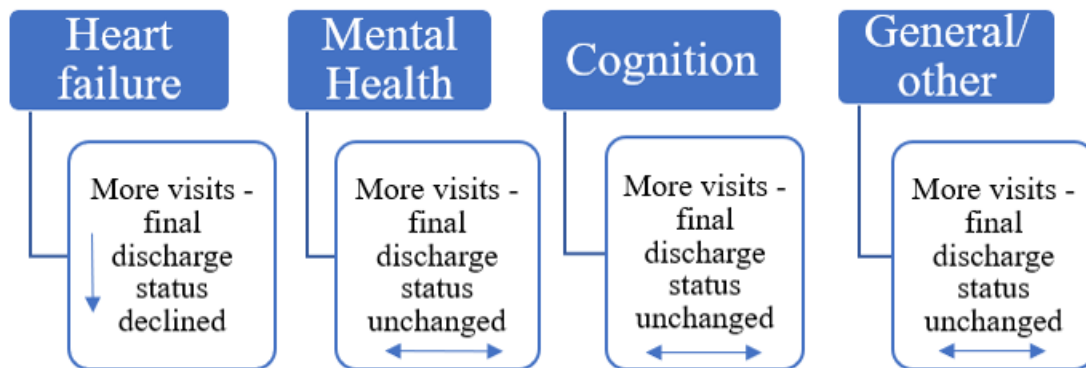 Heart
failure
More visits -
final
discharge
status
declined
Mental
Health
More visits -
final
discharge
status
unchanged
Cognition
More visits -
final
discharge
status
unchanged
General/
other
More visits -
final
discharge
status
unchanged